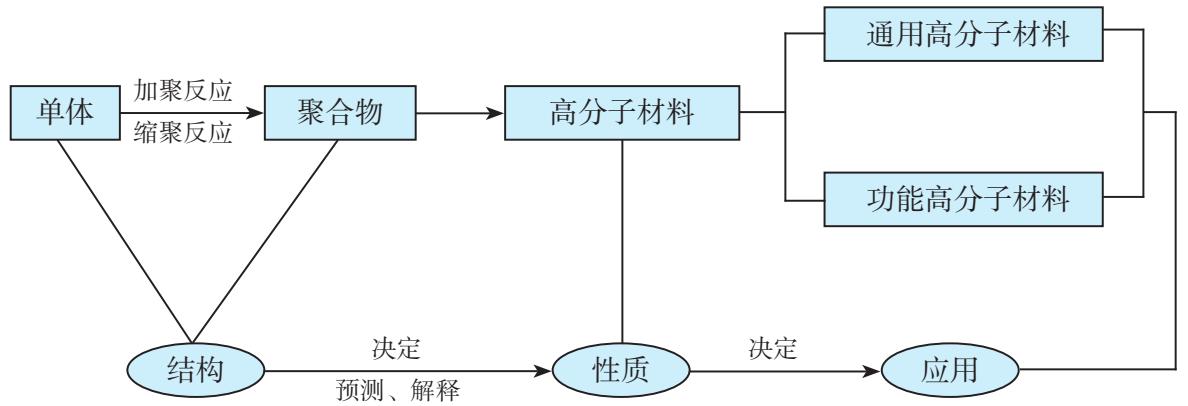 通用高分子材料
单体
加聚反应
缩聚反应
聚合物
高分子材料
功能高分子材料
结构
决定
预测、解释
性质
决定
应用